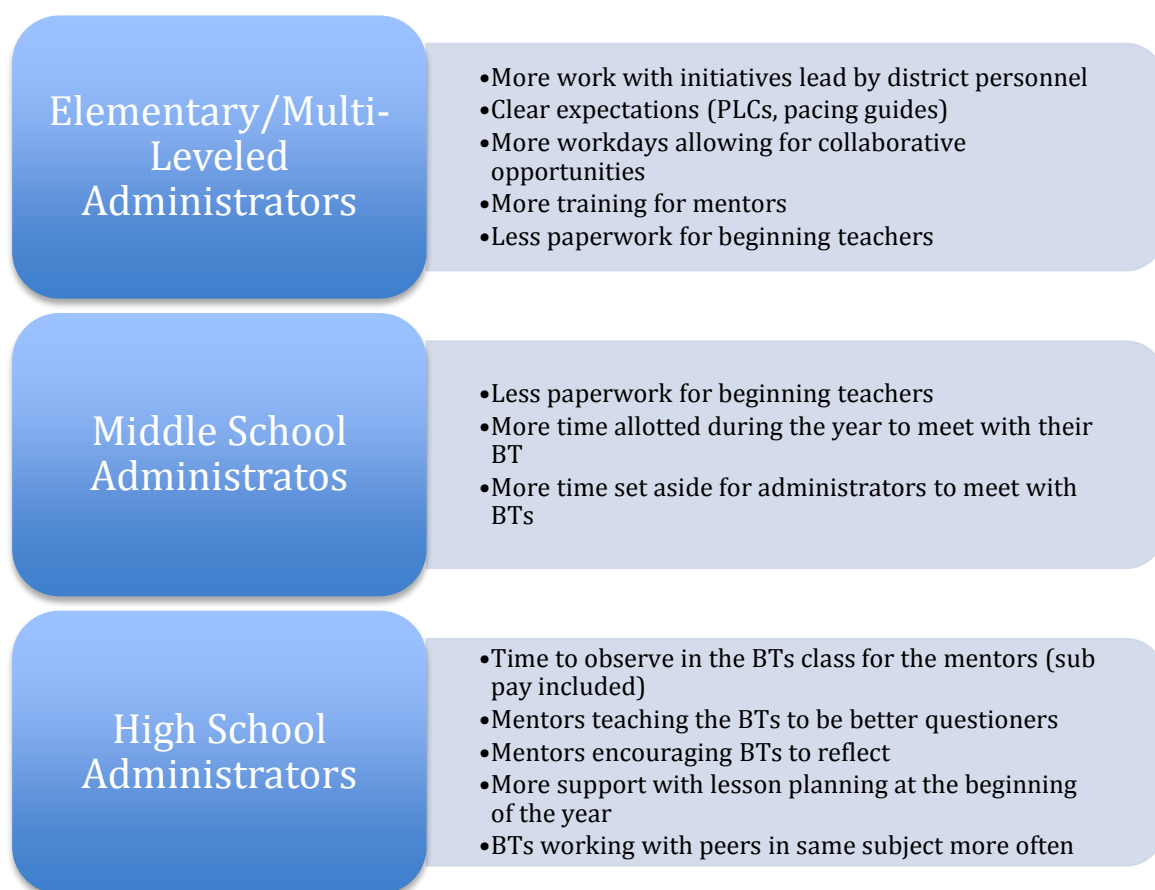 Elementary/Multi-
Leveled
Administrators
•More work with initiatives lead by district personnel
•Clear expectations (PLCs, pacing guides)
•More workdays allowing for collaborative
opportunities
•More training for mentors
•Less paperwork for beginning teachers
Middle School
Administratos
•Less paperwork for beginning teachers
•More time allotted during the year to meet with their
BT
•More time set aside for administrators to meet with
BTs
High School
Administrators
•Time to observe in the BTs class for the mentors (sub
pay included)
•Mentors teaching the BTs to be better questioners
•Mentors encouraging BTs to reflect
•More support with lesson planning at the beginning
of the year
•BTs working with peers in same subject more often